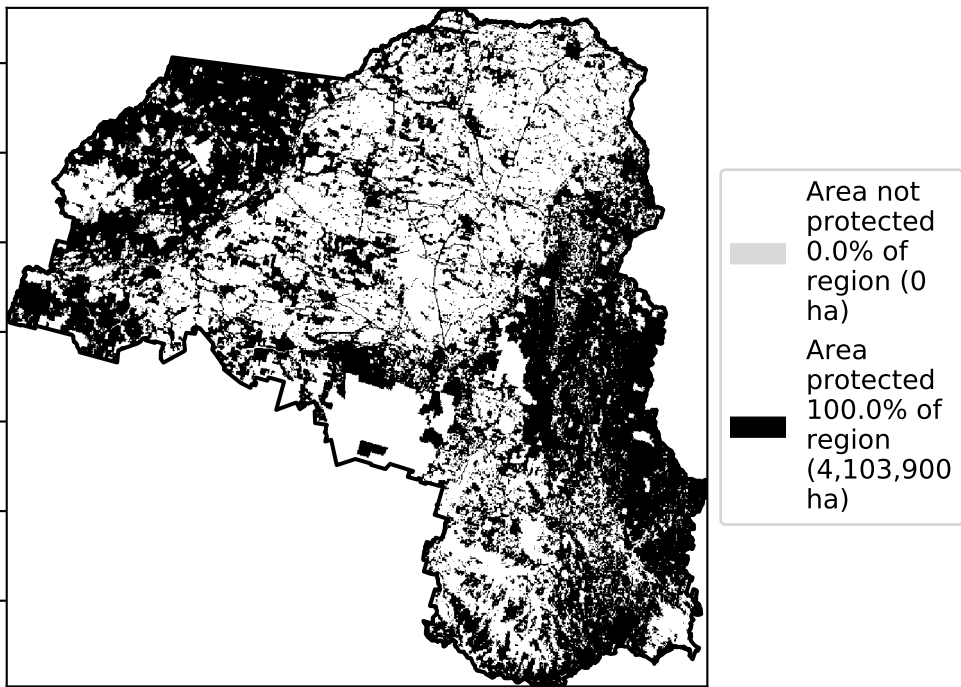 Area not
protected
0.0% of
region (0
ha)
Area
protected
100.0% of
region
(4,103,900
ha)